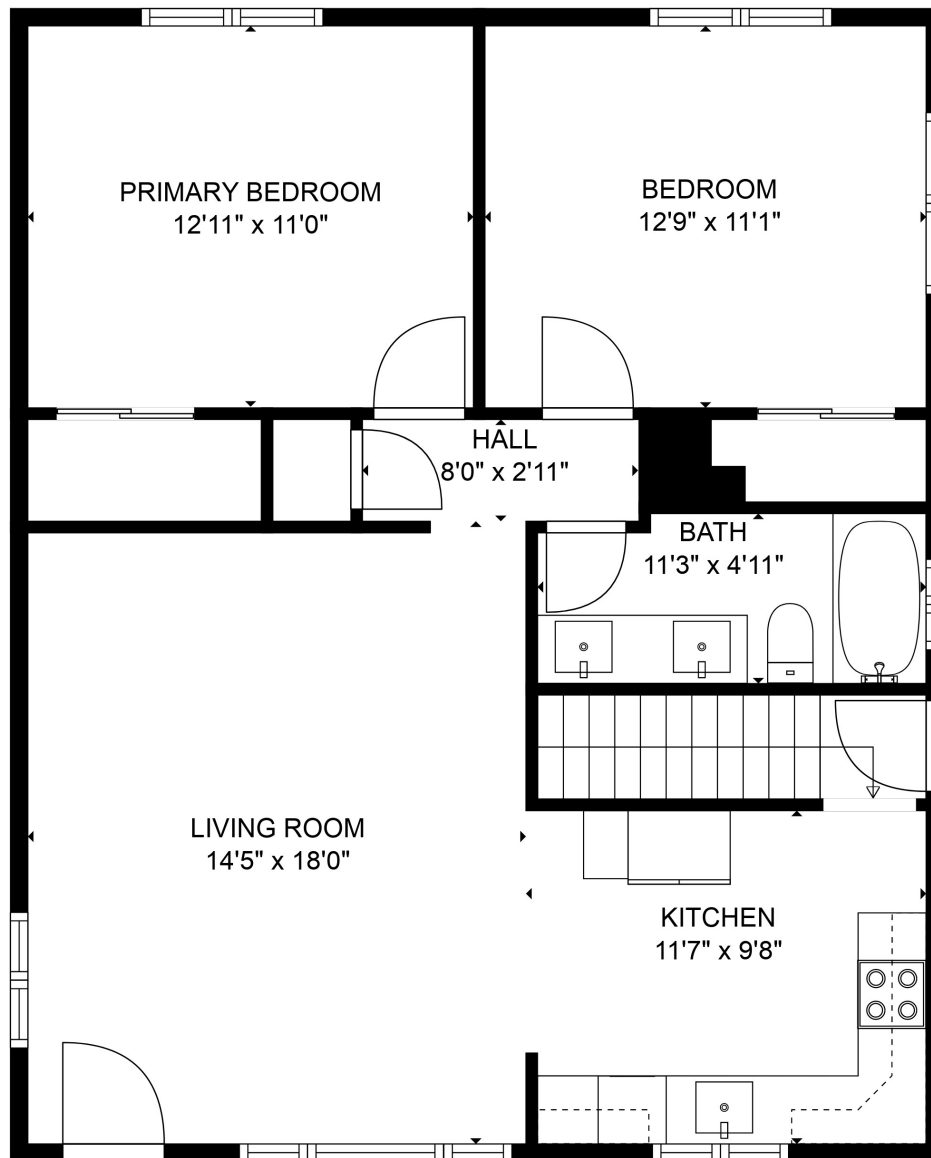 PRIMARY BEDROOM
12'11" x 11'0"
BEDROOM
12'9" x 11'1"
HALL
8'0" x 2'11"
BATH
11'3" x 4'11"
LIVING ROOM
14'5" x 18'0"
KITCHEN
11'7" x 9'8"